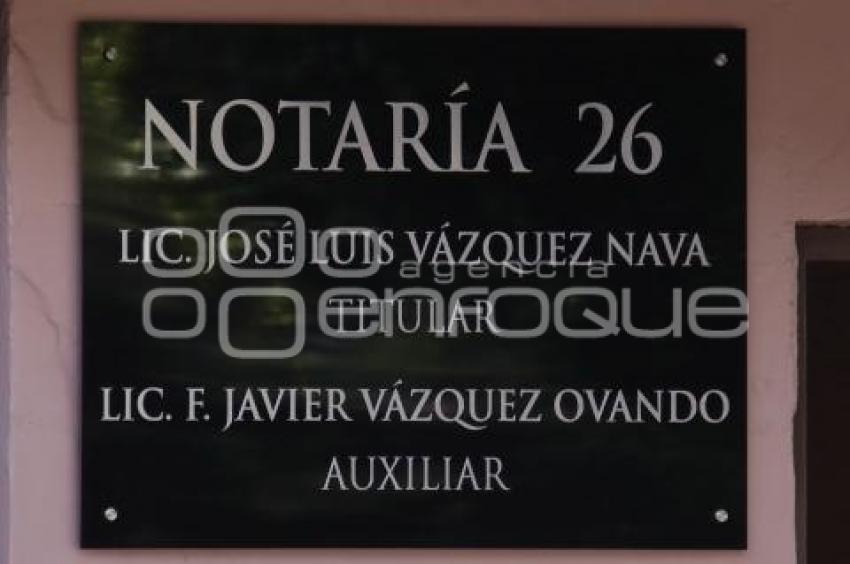 NOTARÍA 26
LIC. JOSÉ LUIS VÁZQUEZ NAVA
agencia
TITULAR
enfoque
LIC. F. JAVIER VÁZQUEZ OVANDO
AUXILIAR